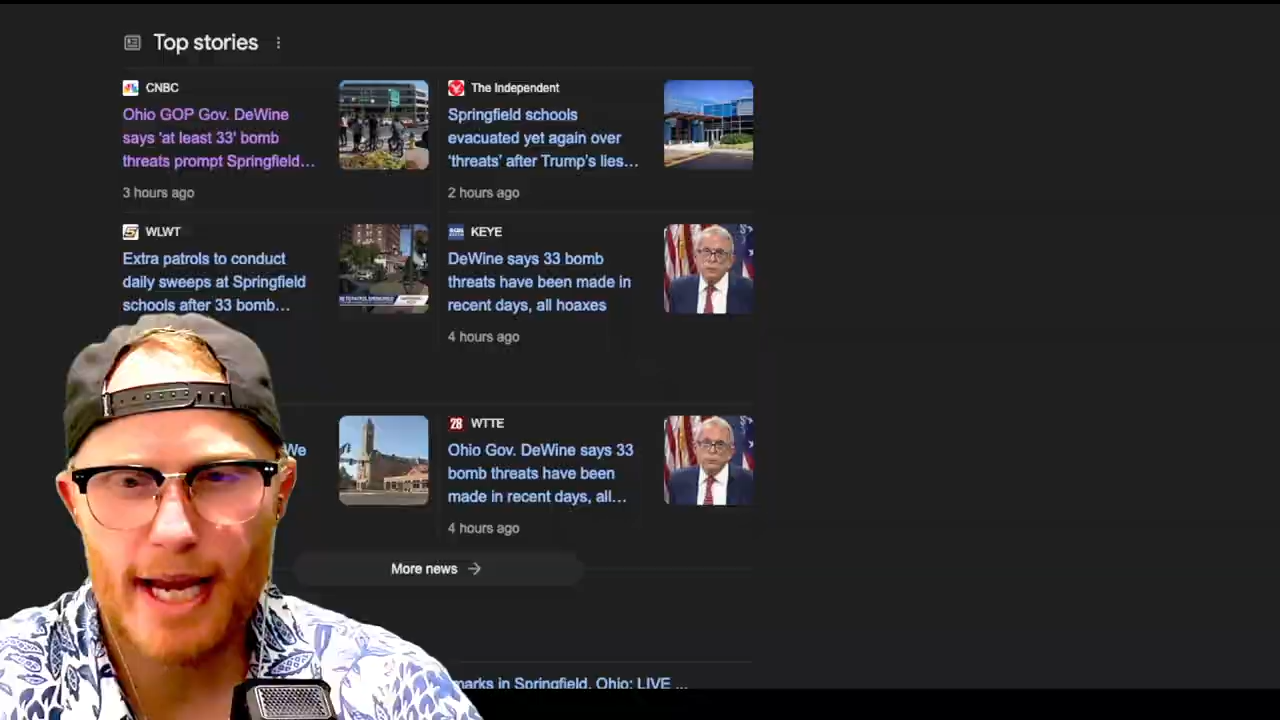 Top stories
CNBC
Ohio GOP Gov. DeWine
says 'at least 33' bomb
threats prompt Springfield...
3 hours ago
The Independent
Springfield schools
evacuated yet again over
'threats' after Trump's lies...
2 hours ago
WLWT
Extra patrols to conduct
daily sweeps at Springfield
schools after 33 bomb...
KEYE
DeWine says 33 bomb
threats have been made in
recent days, all hoaxes
4 hours ago
We
28 WTTE
Ohio Gov. DeWine says 33
bomb threats have been
made in recent days, all...
4 hours ago
More news →
marks in Springfield, Ohio: LIVE ...